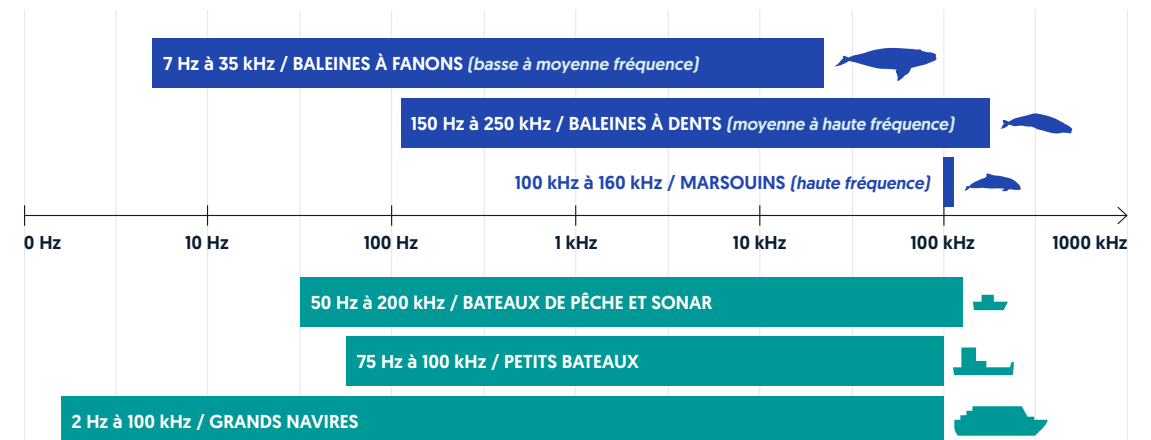 7 Hz à 35 kHz / BALEINES À FANONS (basse à moyenne fréquence)
150 Hz à 250 kHz / BALEINES À DENTS (moyenne à haute fréquence)
100 kHz à 160 kHz / MARSOUINS (haute fréquence)
0 Hz 10 Hz 100 Hz 1 kHz 10 kHz 100 kHz 1000 kHz
50 Hz à 200 kHz / BATEAUX DE PÊCHE ET SONAR
75 Hz à 100 kHz / PETITS BATEAUX
2 Hz à 100 kHz / GRANDS NAVIRES